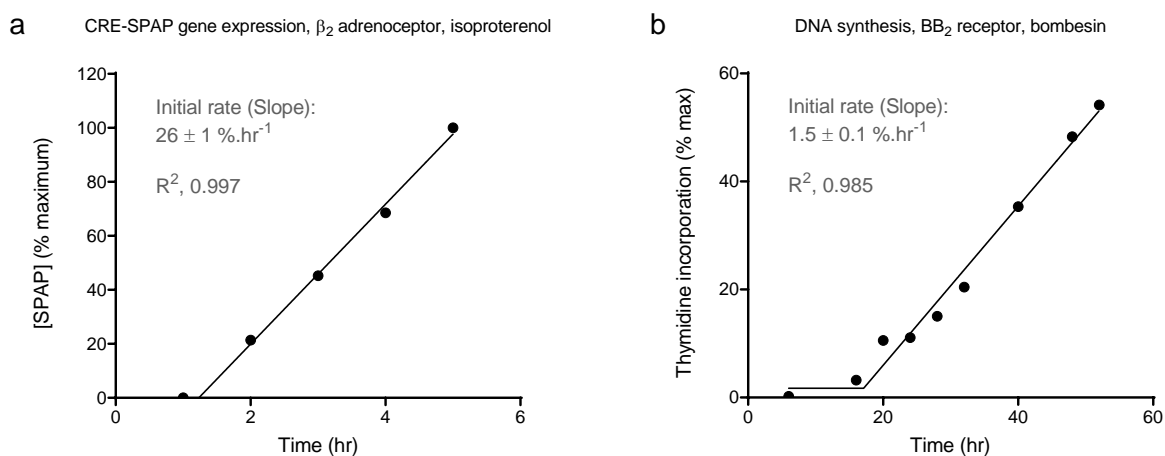 a
CRE-SPAP gene expression, β₂ adrenoceptor, isoproterenol
120
100
80
60
40
20
0
[SPAP] (% maximum)
Initial rate (Slope):
26 ± 1 %.hr⁻¹
R², 0.997
0
2
4
6
Time (hr)
b
DNA synthesis, BB₂ receptor, bombesin
60
40
20
0
Thymidine incorporation (% max)
Initial rate (Slope):
1.5 ± 0.1 %.hr⁻¹
R², 0.985
0
20
40
60
Time (hr)